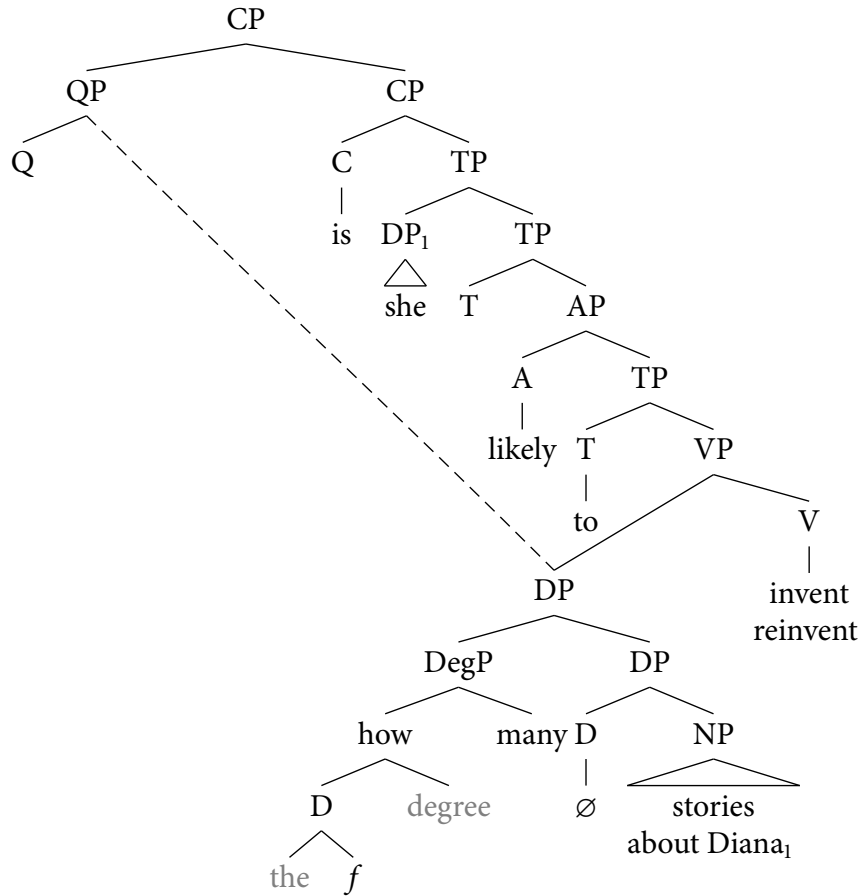 CP
QP CP
Q C TP
is DP₁ TP
she T AP
A TP
likely T VP
to V
DP invent
reinvent
DegP DP
how many D NP
D degree ∅ stories
the f about Diana₁